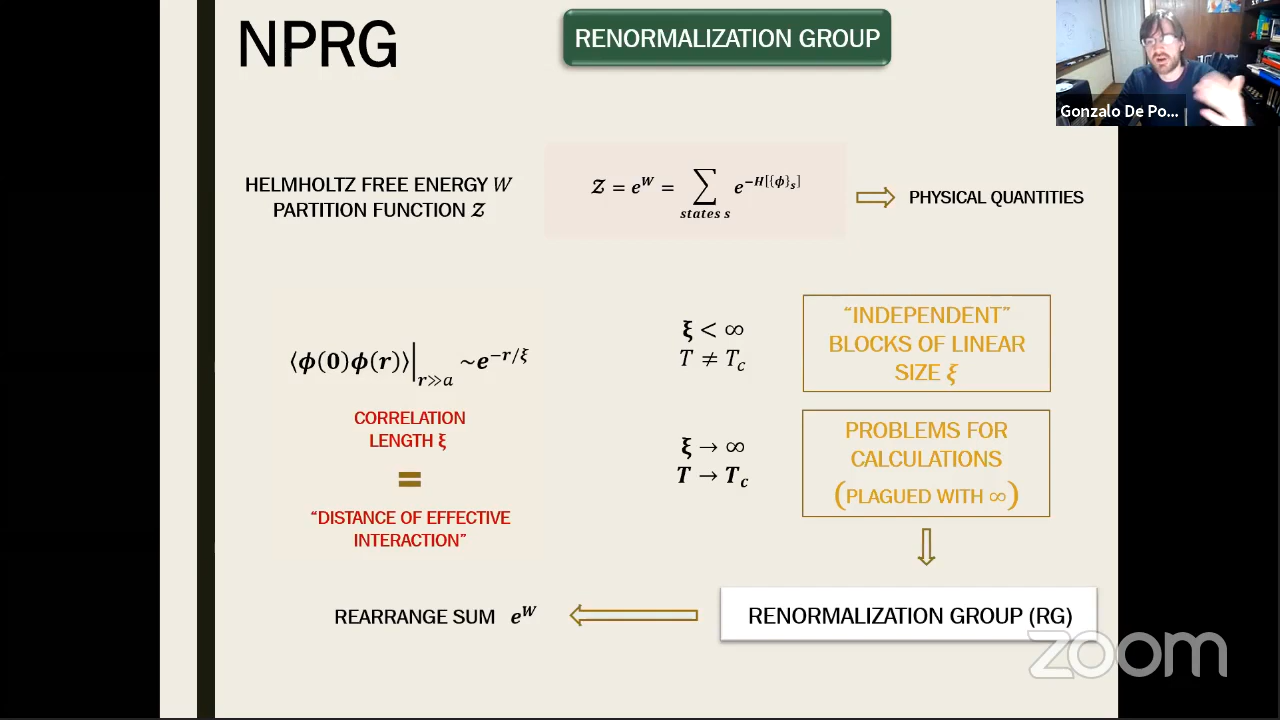 NPRG
RENORMALIZATION GROUP
Gonzalo De Po...
HELMHOLTZ FREE ENERGY W
PARTITION FUNCTION 𝓩
𝓩 = e^W = ∑ e^{−H[{ϕ}_s]}
states s
PHYSICAL QUANTITIES
⟨ϕ(0)ϕ(r)⟩|_{r≫a} ~e^{−r/ξ}
CORRELATION
LENGTH ξ
=
“DISTANCE OF EFFECTIVE
INTERACTION”
ξ < ∞
T ≠ T_c
“INDEPENDENT”
BLOCKS OF LINEAR
SIZE ξ
ξ → ∞
T → T_c
PROBLEMS FOR
CALCULATIONS
(PLAGUED WITH ∞)
REARRANGE SUM e^W
RENORMALIZATION GROUP (RG)
zoom